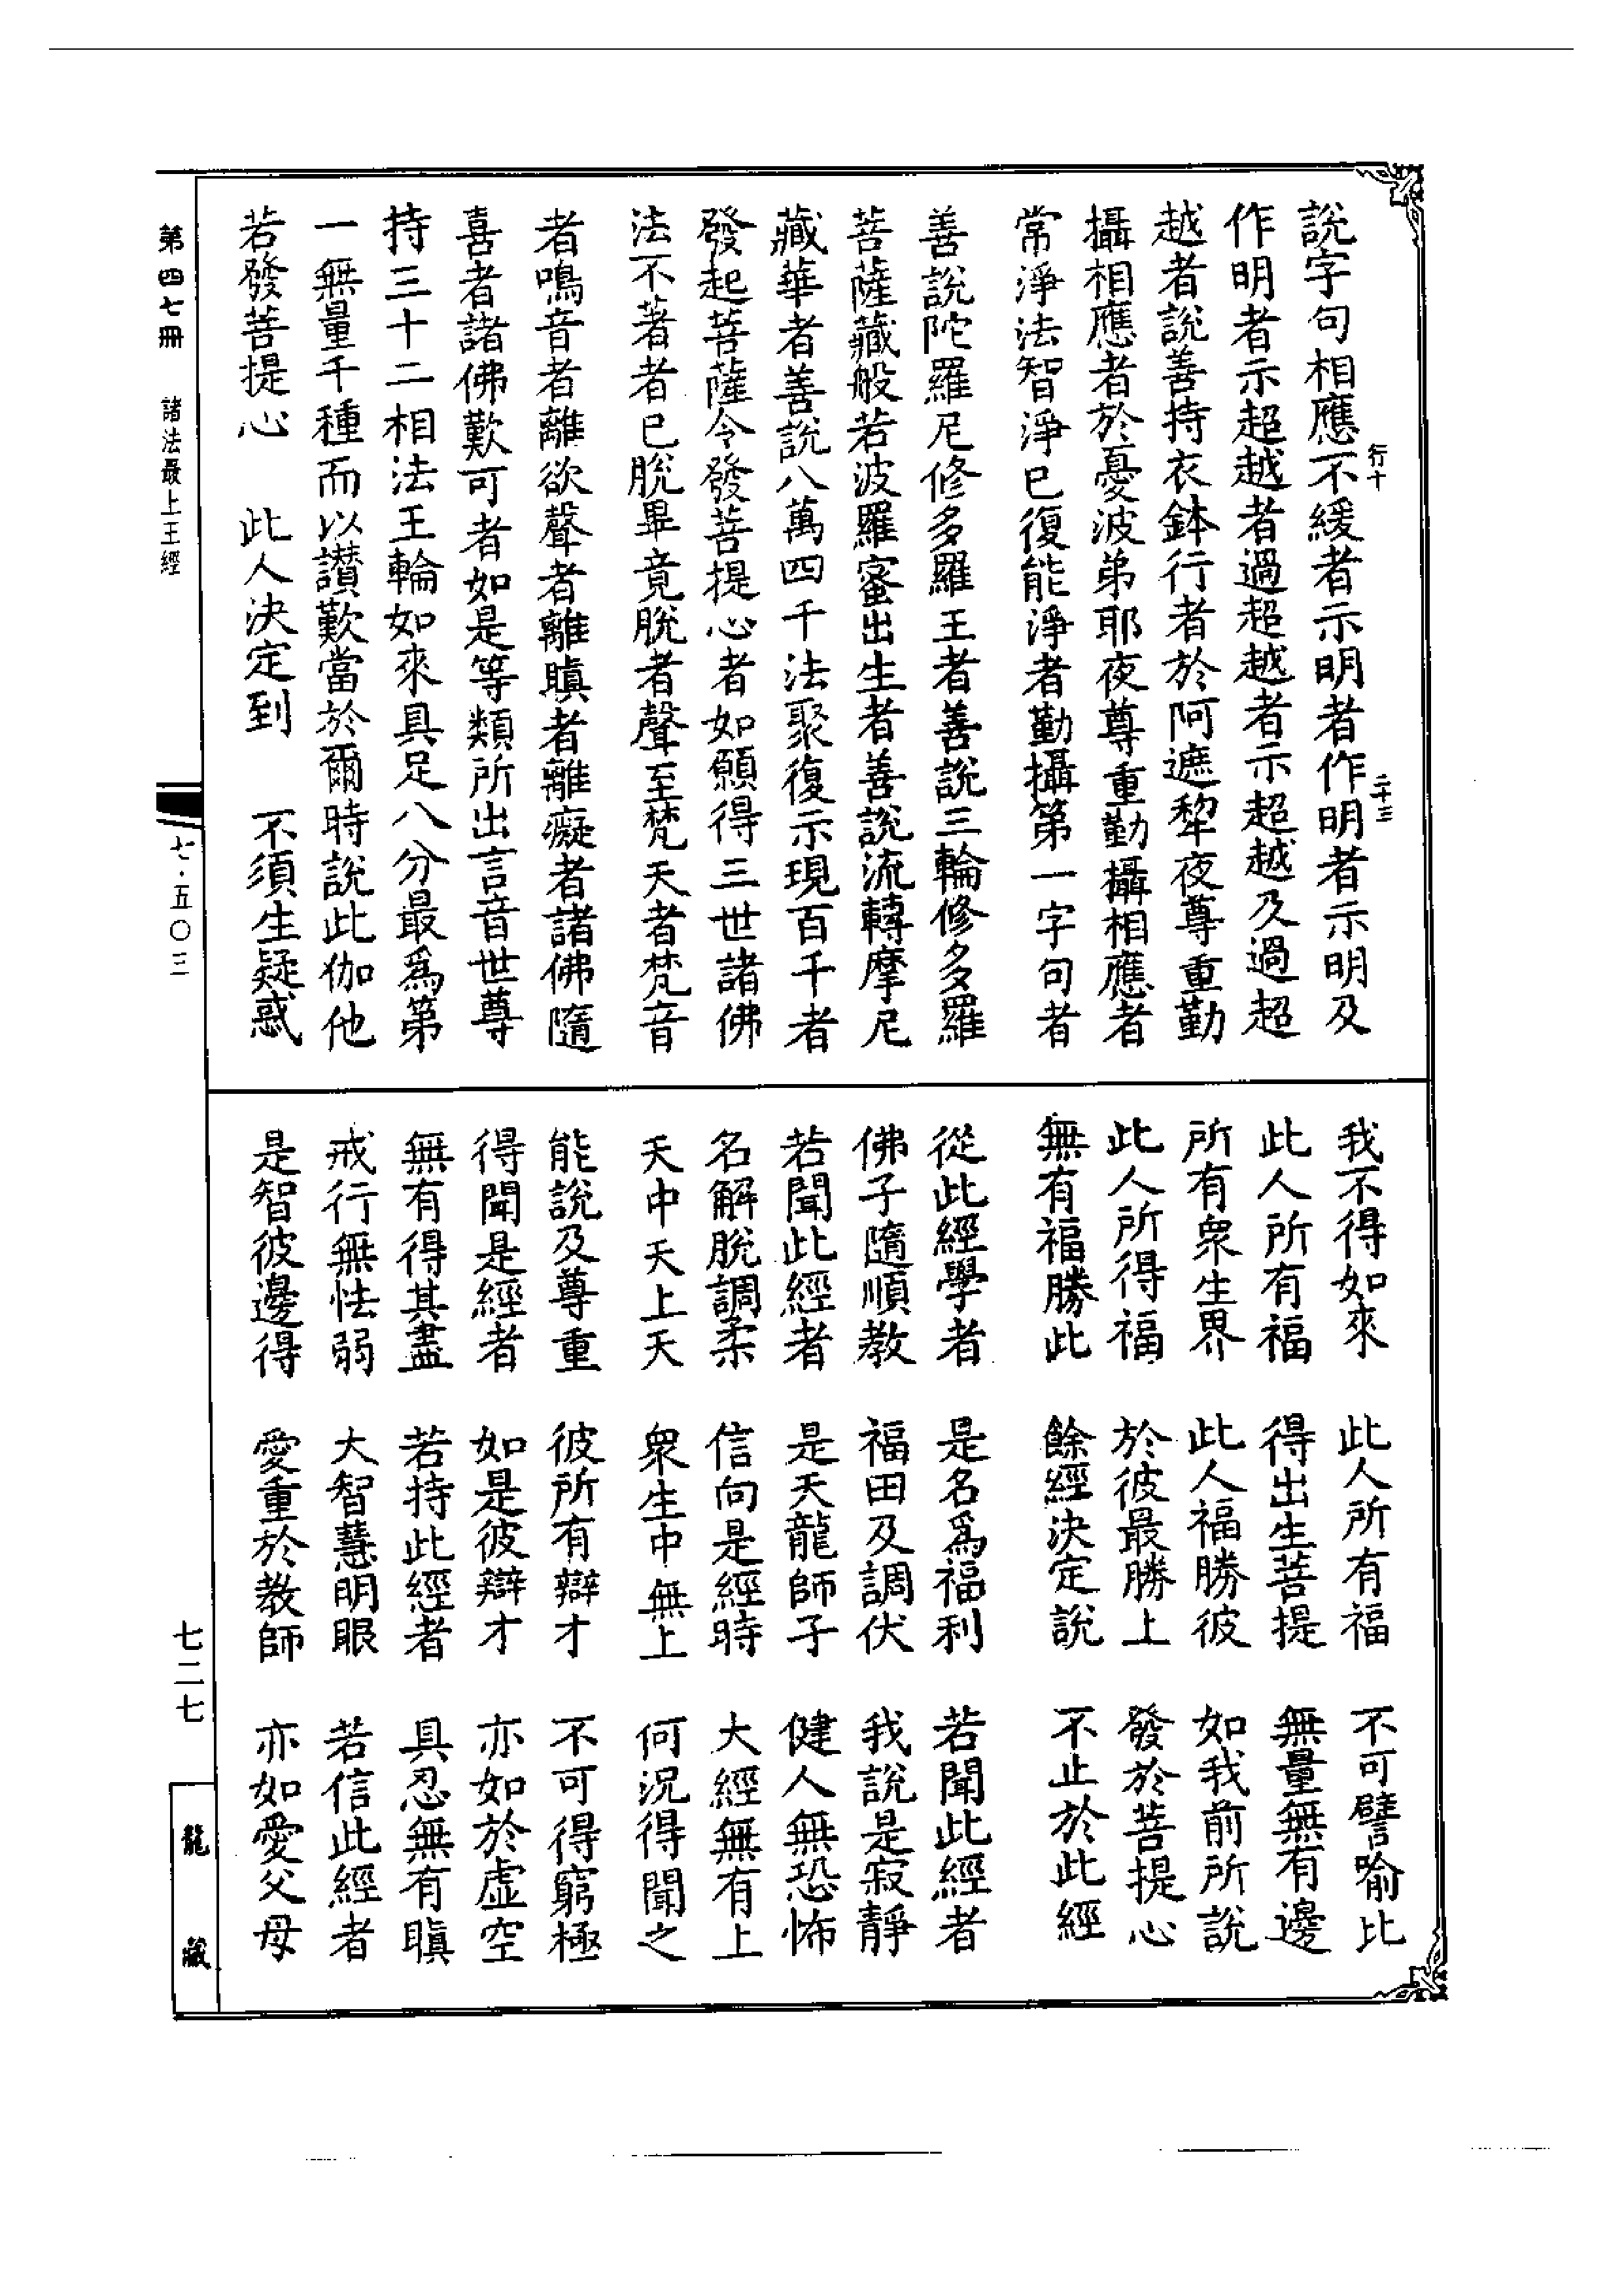 說字句相應不緩者示明者作明者示明及
行十
二十三
作明者示超越者過超越者示超越及過超
越者說善持衣鉢行者於阿遮犂夜尊重勤
攝相應者於憂波弟耶夜尊重勤攝相應者
常淨法智淨已復能淨者勤攝第一字句者
善說陀羅尼修多羅王者善說三輪修多羅
菩薩藏般若波羅蜜出生者善說流轉摩尼
藏華者善說八萬四千法聚復示現百千者
發起菩薩令發菩提心者如願得三世諸佛
法不著者已脫畢竟脫者聲至梵天者梵音
者鳴音者離欲聲者離瞋者離癡者諸佛隨
喜者諸佛歎可者如是等類所出言音世尊
持三十二相法王輪如來具足八分最爲第
一無量千種而以讚歎當於爾時說此伽他
若發菩提心　此人決定到　不須生疑惑
我不得如來　此人所有福　不可譬喻比
此人所有福　得出生菩提　無量無有邊
所有衆生界　此人福勝彼　如我前所說
此人所得福　於彼最勝上　發於菩提心
無有福勝此　餘經決定說　不止於此經
從此經學者　是名爲福利　若聞此經者
佛子隨順教　福田及調伏　我說是寂靜
若聞此經者　是天龍師子　健人無恐怖
名解脫調柔　信向是經時　大經無有上
天中天上天　衆生中無上　何況得聞之
能說及尊重　彼所有辯才　不可得窮極
得聞是經者　如是彼辯才　亦如於虛空
無有得其盡　若持此經者　具忍無有瞋
戒行無怯弱　大智慧明眼　若信此經者
是智彼邊得　愛重於教師　亦如愛父母
第四七冊　諸法最上王經
七·五〇三
七二七
龍藏